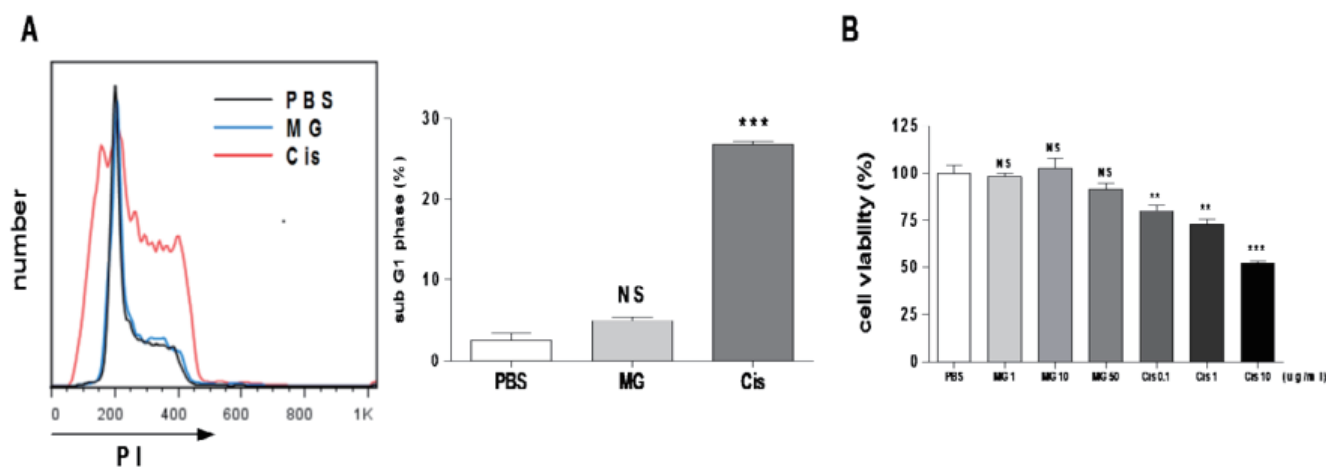 A
number
PBS
MG
Cis
0 200 400 600 800 1K
PI
sub G1 phase (%)
30
20
10
0
NS
***
PBS MG Cis
B
cell viability (%)
125
100
75
50
25
0
NS NS NS ** ** ***
PBS MG 1 MG 10 MG 50 Cis 0.1 Cis 1 Cis 10 (ug/ml)